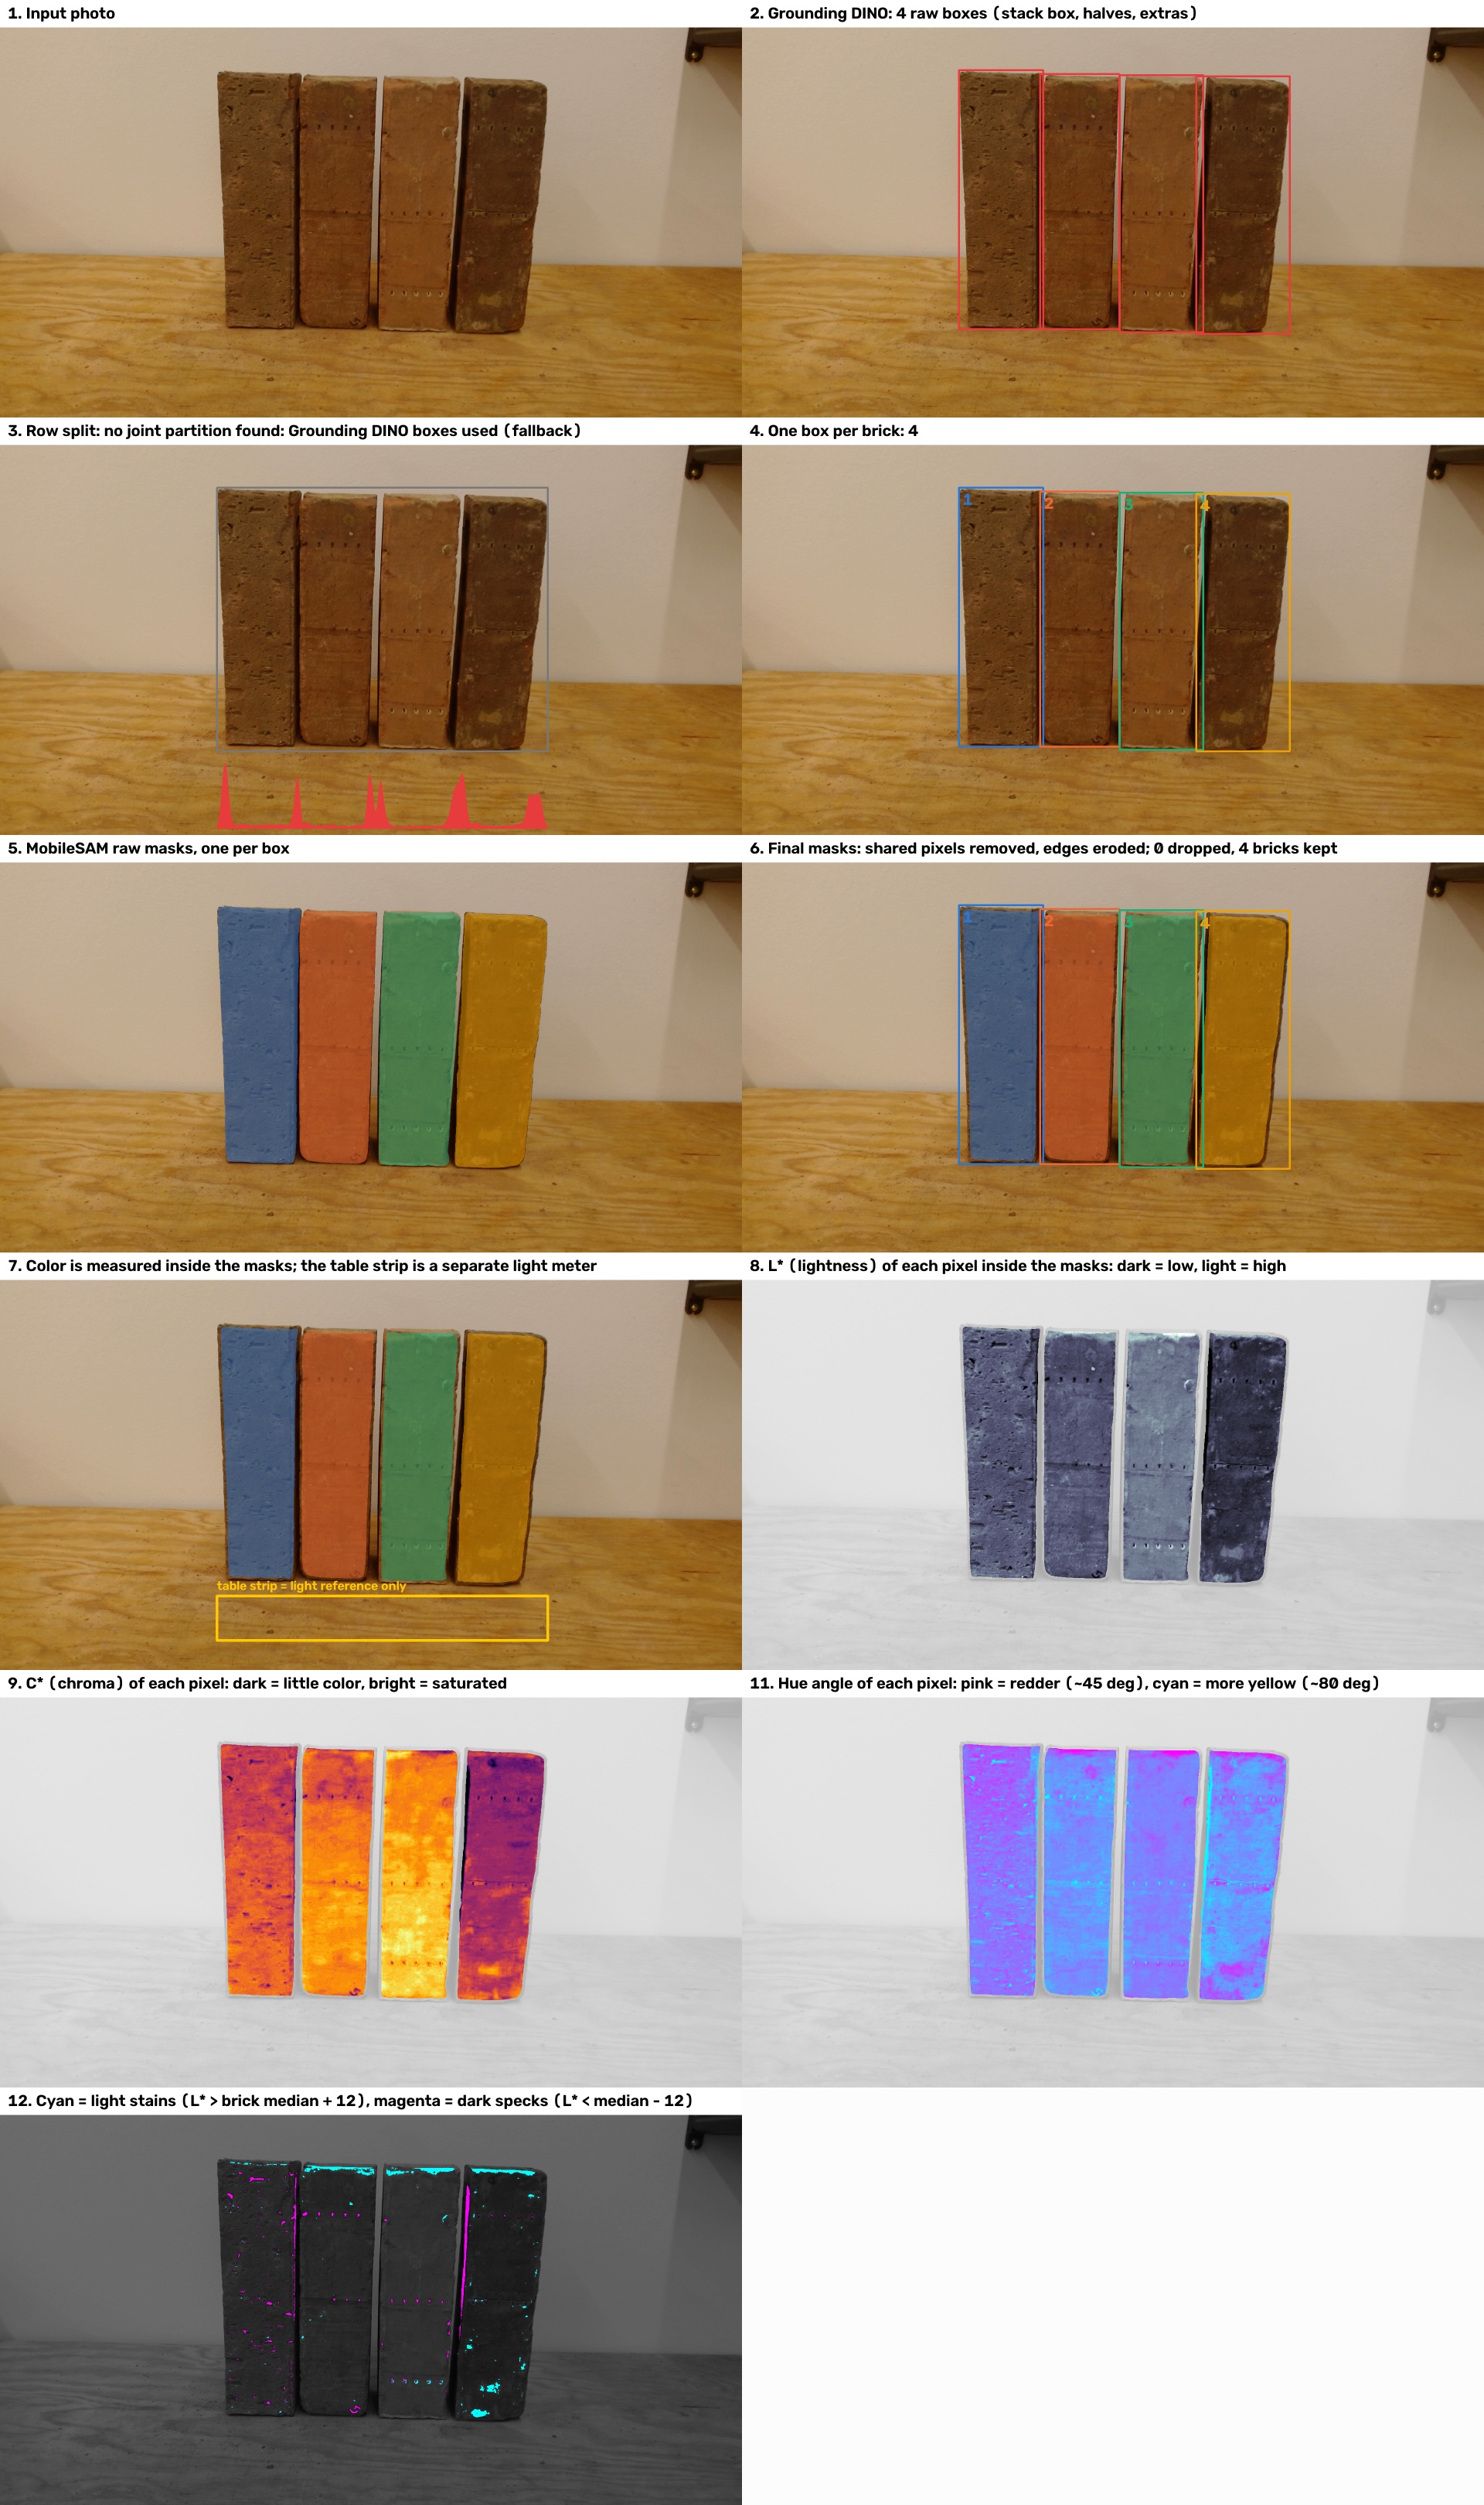 1. Input photo
2. Grounding DINO: 4 raw boxes (stack box, halves, extras)
3. Row split: no joint partition found: Grounding DINO boxes used (fallback)
4. One box per brick: 4
1
2
3
4
5. MobileSAM raw masks, one per box
6. Final masks: shared pixels removed, edges eroded; 0 dropped, 4 bricks kept
1
2
3
4
7. Color is measured inside the masks; the table strip is a separate light meter
table strip = light reference only
8. L* (lightness) of each pixel inside the masks: dark = low, light = high
9. C* (chroma) of each pixel: dark = little color, bright = saturated
11. Hue angle of each pixel: pink = redder (~45 deg), cyan = more yellow (~80 deg)
12. Cyan = light stains (L* > brick median + 12), magenta = dark specks (L* < median - 12)